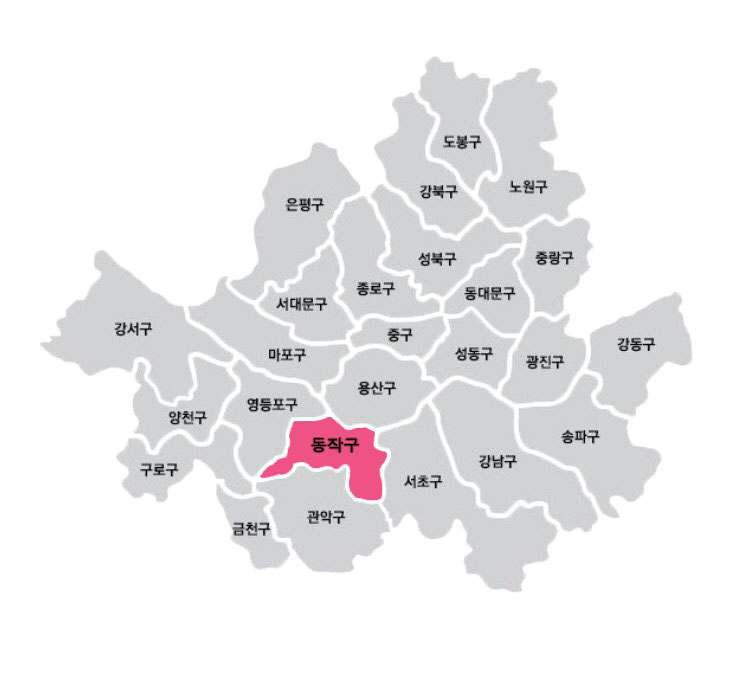 도봉구
노원구
강북구
은평구
성북구
중랑구
종로구
동대문구
서대문구
강서구
중구
강동구
마포구
성동구
광진구
용산구
영등포구
양천구
동작구
송파구
강남구
구로구
서초구
관악구
금천구